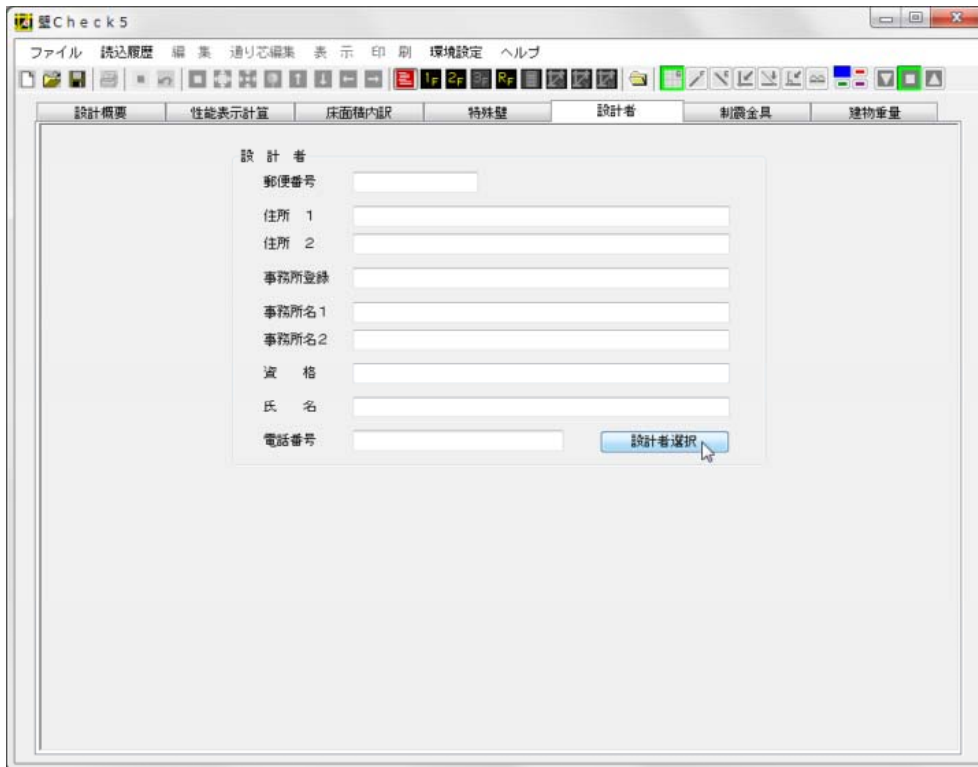 壁Check5
ファイル 読込履歴 編 集 通り芯編集 表 示 印 刷 環境設定 ヘルプ
1F 2F 3F RF
設計概要 性能表示計算 床面積内訳 特殊壁 設計者 制震金具 建物重量
設 計 者
郵便番号
住所 1
住所 2
事務所登録
事務所名1
事務所名2
資 格
氏 名
電話番号 設計者選択